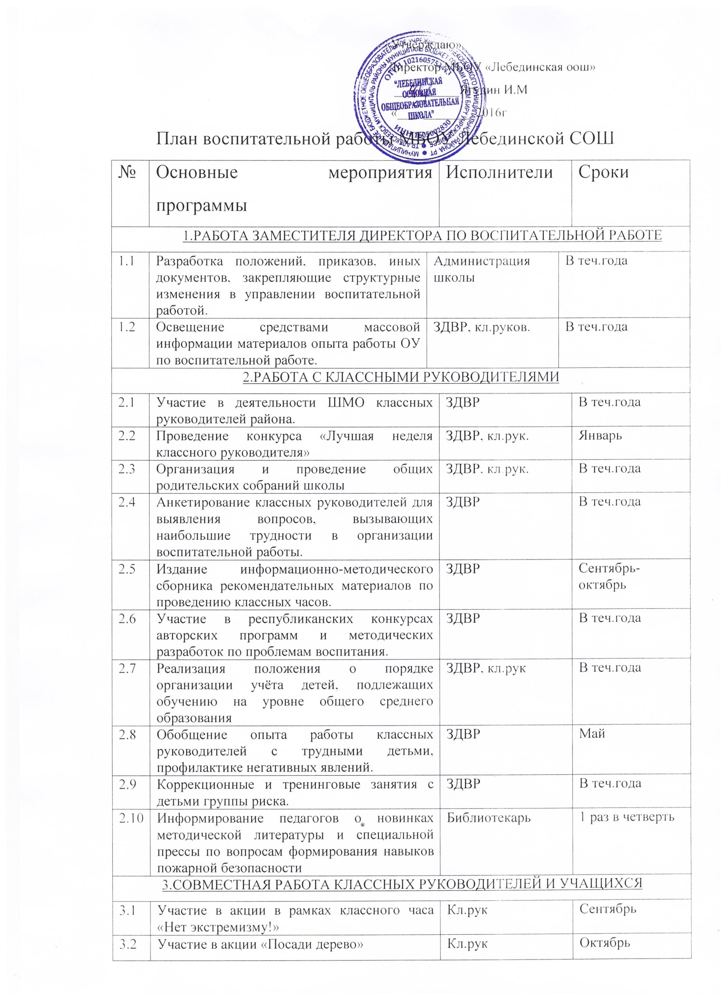 «Утверждаю»
Директор МБОУ «Лебединская оош»
Ягудин И.М
«____________2016г
"ЛЕБЕДИНСКАЯ
ОСНОВНАЯ
ОБЩЕОБРАЗОВАТЕЛЬНАЯ
ШКОЛА"
ИНН 1605002830
План воспитательной работы МБОУ Лебединской СОШ
№ Основные мероприятия Исполнители Сроки
программы
1.РАБОТА ЗАМЕСТИТЕЛЯ ДИРЕКТОРА ПО ВОСПИТАТЕЛЬНОЙ РАБОТЕ
1.1 Разработка положений, приказов, иных Администрация В теч.года
документов, закрепляющие структурные школы
изменения в управлении воспитательной
работой.
1.2 Освещение средствами массовой ЗДВР, кл.руков. В теч.года
информации материалов опыта работы ОУ
по воспитательной работе.
2.РАБОТА С КЛАССНЫМИ РУКОВОДИТЕЛЯМИ
2.1 Участие в деятельности ШМО классных ЗДВР В теч.года
руководителей района.
2.2 Проведение конкурса «Лучшая неделя ЗДВР, кл.рук. Январь
классного руководителя»
2.3 Организация и проведение общих ЗДВР, кл.рук. В теч.года
родительских собраний школы
2.4 Анкетирование классных руководителей для ЗДВР В теч.года
выявления вопросов, вызывающих
наибольшие трудности в организации
воспитательной работы.
2.5 Издание информационно-методического ЗДВР Сентябрь-
сборника рекомендательных материалов по октябрь
проведению классных часов.
2.6 Участие в республиканских конкурсах ЗДВР В теч.года
авторских программ и методических
разработок по проблемам воспитания.
2.7 Реализация положения о порядке ЗДВР, кл.рук В теч.года
организации учёта детей, подлежащих
обучению на уровне общего среднего
образования
2.8 Обобщение опыта работы классных ЗДВР Май
руководителей с трудными детьми,
профилактике негативных явлений.
2.9 Коррекционные и тренинговые занятия с ЗДВР В теч.года
детьми группы риска.
2.10 Информирование педагогов о новинках Библиотекарь 1 раз в четверть
методической литературы и специальной
прессы по вопросам формирования навыков
пожарной безопасности
3.СОВМЕСТНАЯ РАБОТА КЛАССНЫХ РУКОВОДИТЕЛЕЙ И УЧАЩИХСЯ
3.1 Участие в акции в рамках классного часа Кл.рук Сентябрь
«Нет экстремизму!»
3.2 Участие в акции «Посади дерево» Кл.рук Октябрь